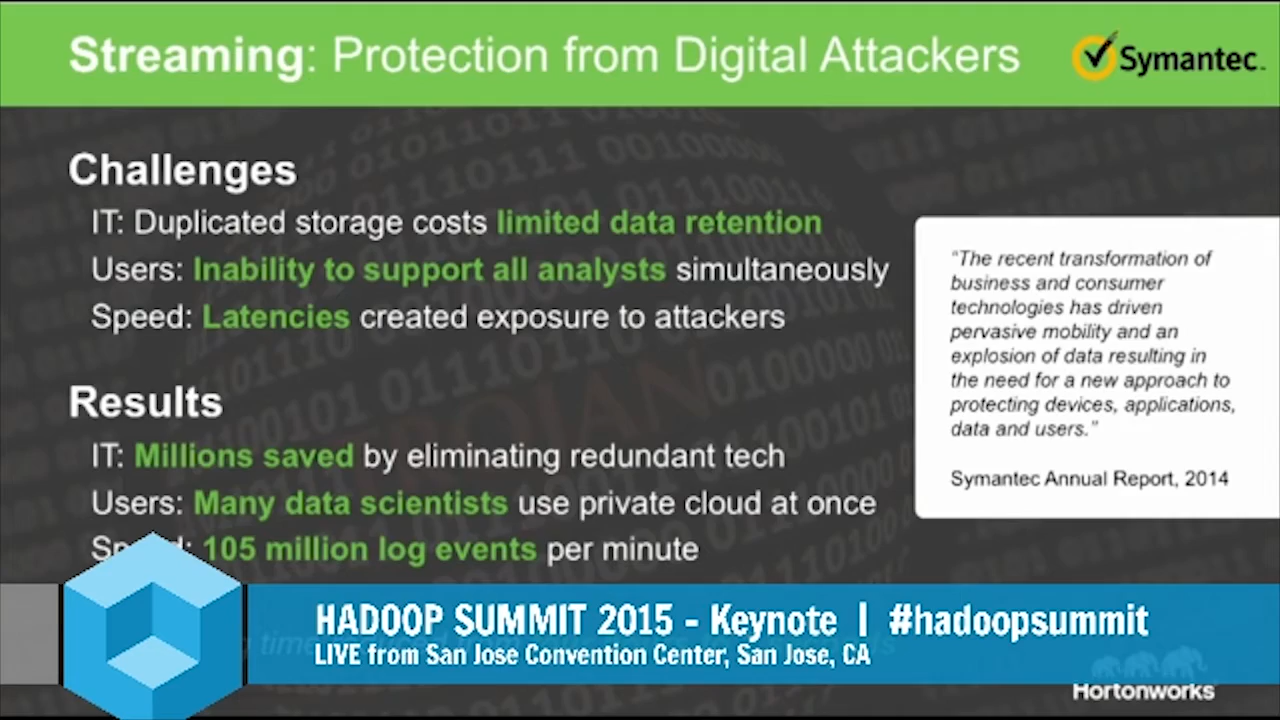 Streaming: Protection from Digital Attackers
Symantec.
Challenges
IT: Duplicated storage costs limited data retention
Users: Inability to support all analysts simultaneously
Speed: Latencies created exposure to attackers
"The recent transformation of
business and consumer
technologies has driven
pervasive mobility and an
explosion of data resulting in
the need for a new approach to
protecting devices, applications,
data and users."
Symantec Annual Report, 2014
Results
IT: Millions saved by eliminating redundant tech
Users: Many data scientists use private cloud at once
Speed: 105 million log events per minute
HADOOP SUMMIT 2015 - Keynote | #hadoopsummit
LIVE from San Jose Convention Center, San Jose, CA
Hortonworks